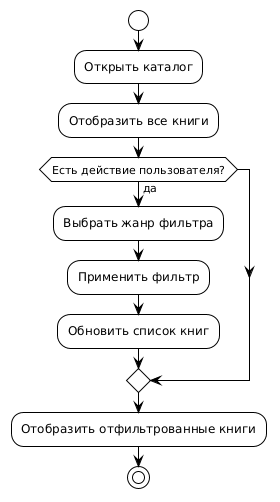 Открыть каталог
Отобразить все книги
Есть действие пользователя?
да
Выбрать жанр фильтра
Применить фильтр
Обновить список книг
Отобразить отфильтрованные книги